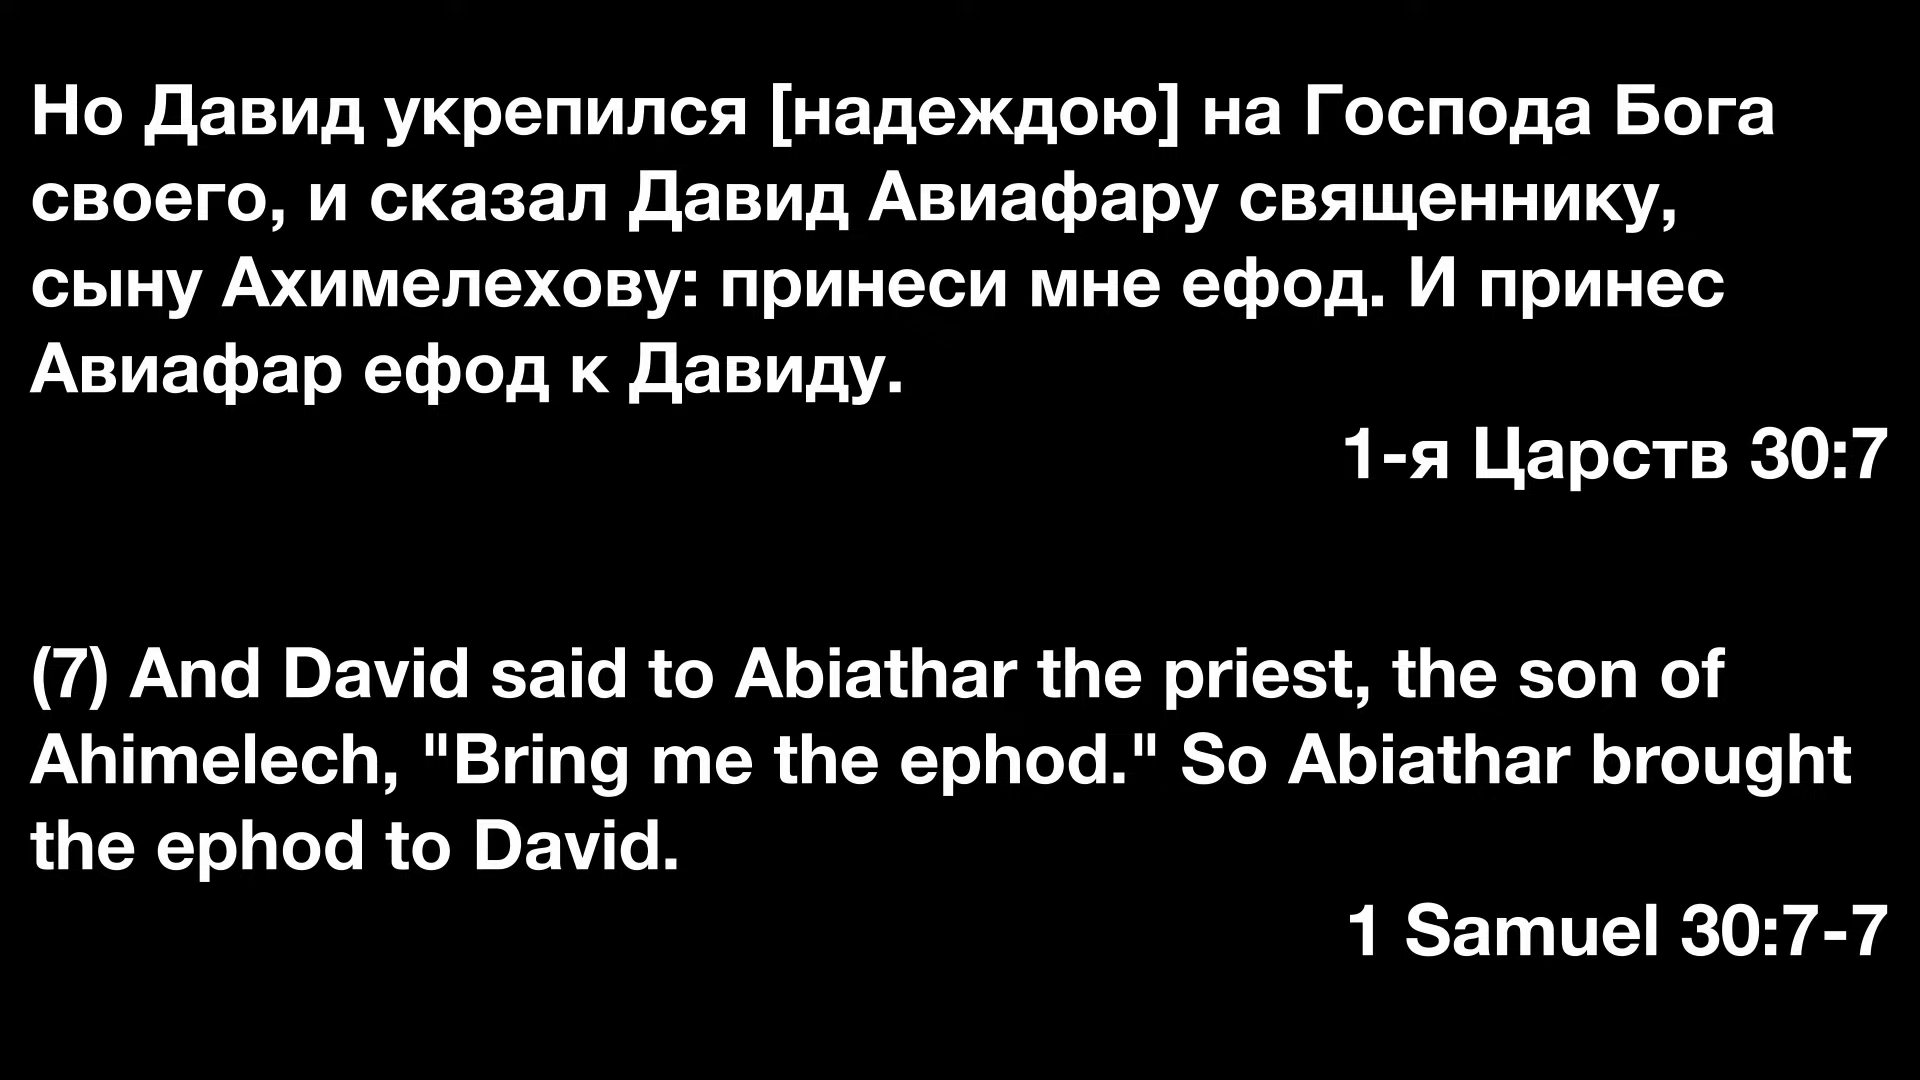 Но Давид укрепился [надеждою] на Господа Бога
своего, и сказал Давид Авиафару священнику,
сыну Ахимелехову: принеси мне ефод. И принес
Авиафар ефод к Давиду.
1-я Царств 30:7
(7) And David said to Abiathar the priest, the son of
Ahimelech, "Bring me the ephod." So Abiathar brought
the ephod to David.
1 Samuel 30:7-7